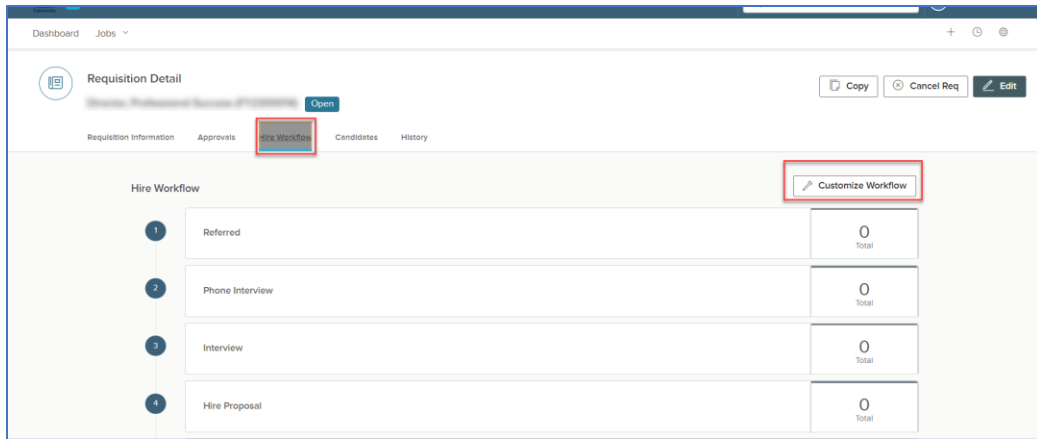 Dashboard Jobs
Requisition Detail
Open
Copy
Cancel Req
Edit
Requisition Information Approvals Hire Workflow Candidates History
Hire Workflow
Customize Workflow
1 Referred 0
Total
2 Phone Interview 0
Total
3 Interview 0
Total
4 Hire Proposal 0
Total